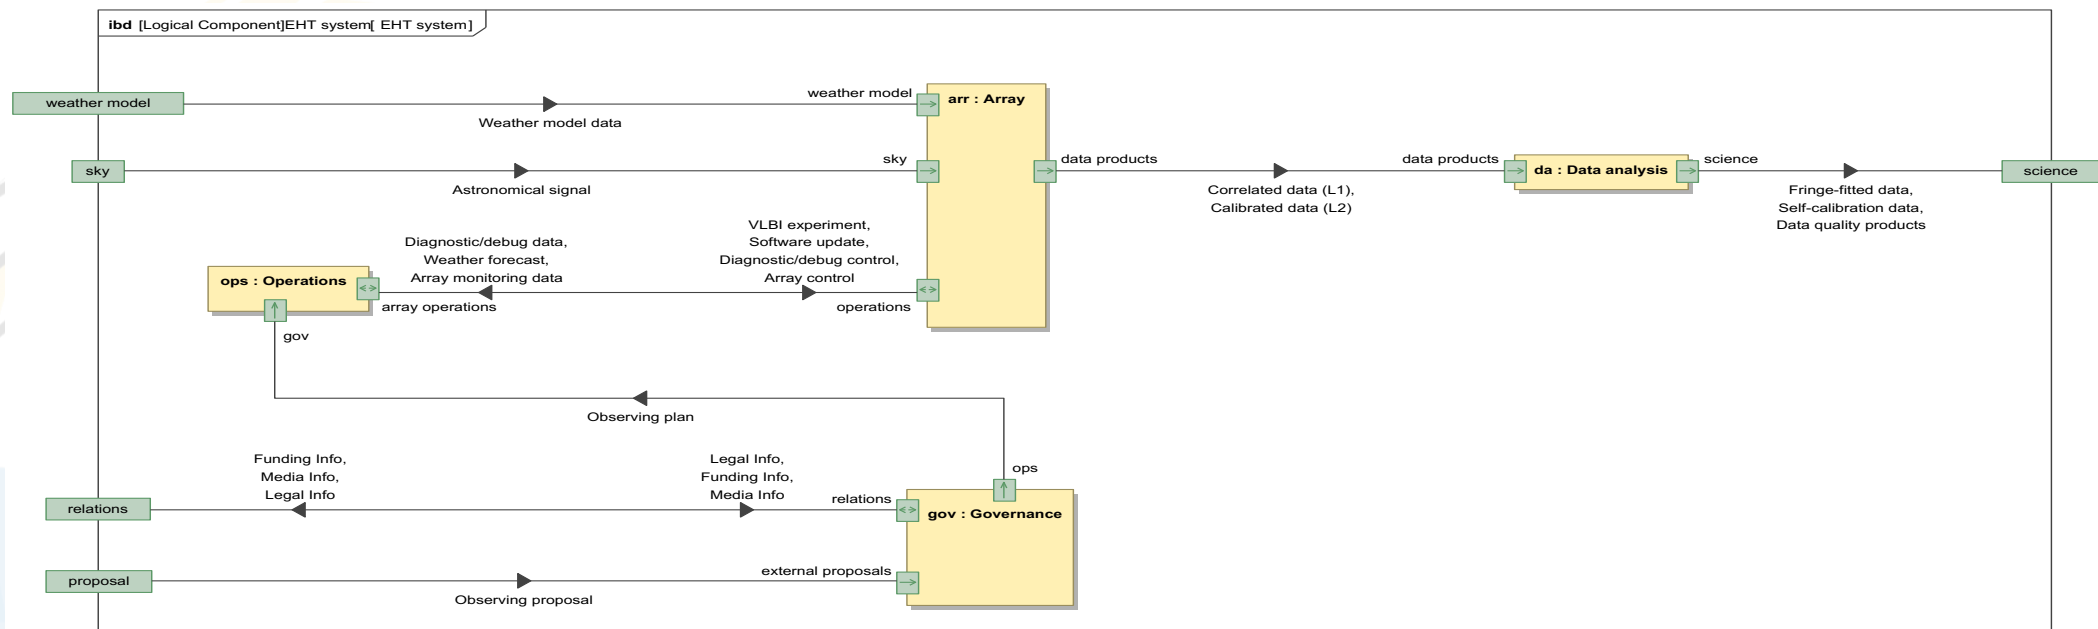 ibd [Logical Component]EHT system[ EHT system]
weather model
weather model
arr : Array
Weather model data
sky
sky
data products
data products
science
da : Data analysis
science
Astronomical signal
Correlated data (L1),
Calibrated data (L2)
Fringe-fitted data,
Self-calibration data,
Data quality products
Diagnostic/debug data,
Weather forecast,
Array monitoring data
VLBI experiment,
Software update,
Diagnostic/debug control,
Array control
ops : Operations
array operations
operations
gov
Observing plan
Funding Info,
Media Info,
Legal Info
Legal Info,
Funding Info,
Media Info
ops
relations
relations
gov : Governance
proposal
external proposals
Observing proposal